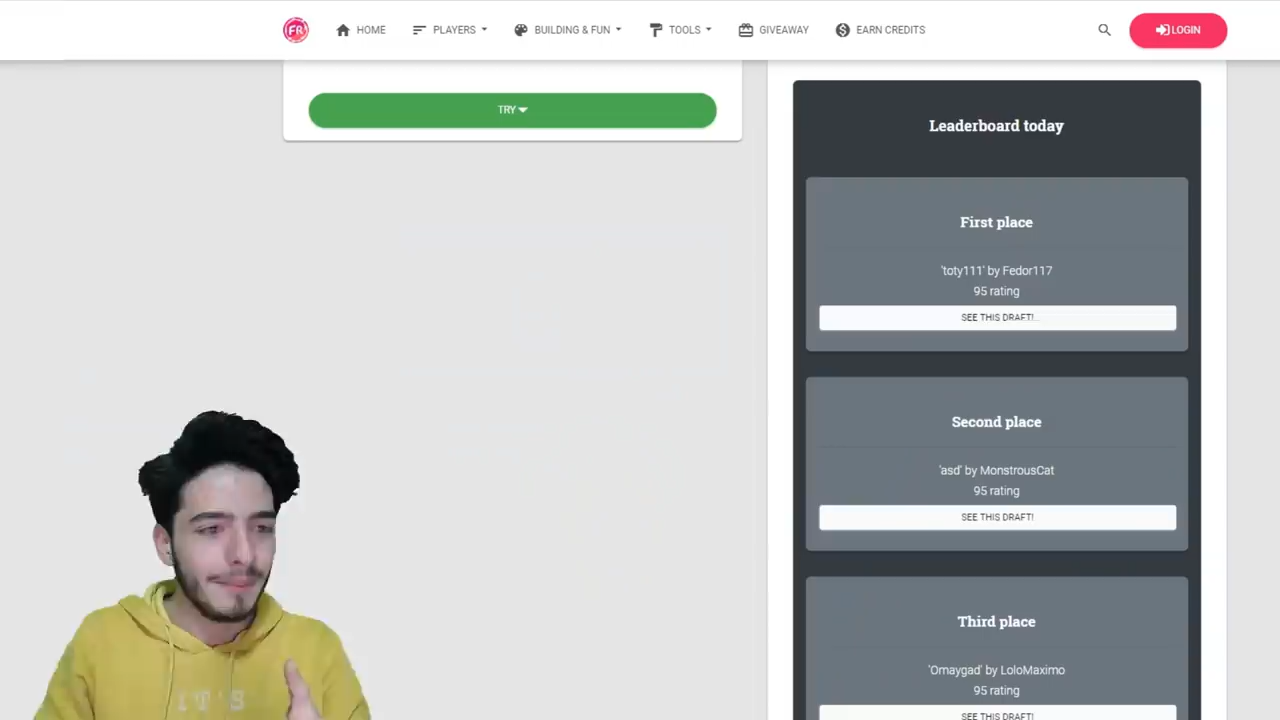 FR
HOME
PLAYERS
BUILDING & FUN
TOOLS
GIVEAWAY
EARN CREDITS
LOGIN
TRY
Leaderboard today
First place
'toty111' by Fedor117
95 rating
SEE THIS DRAFT!
Second place
'asd' by MonstrousCat
95 rating
SEE THIS DRAFT!
Third place
'Omaygad' by LoloMaximo
95 rating
SEE THIS DRAFT!